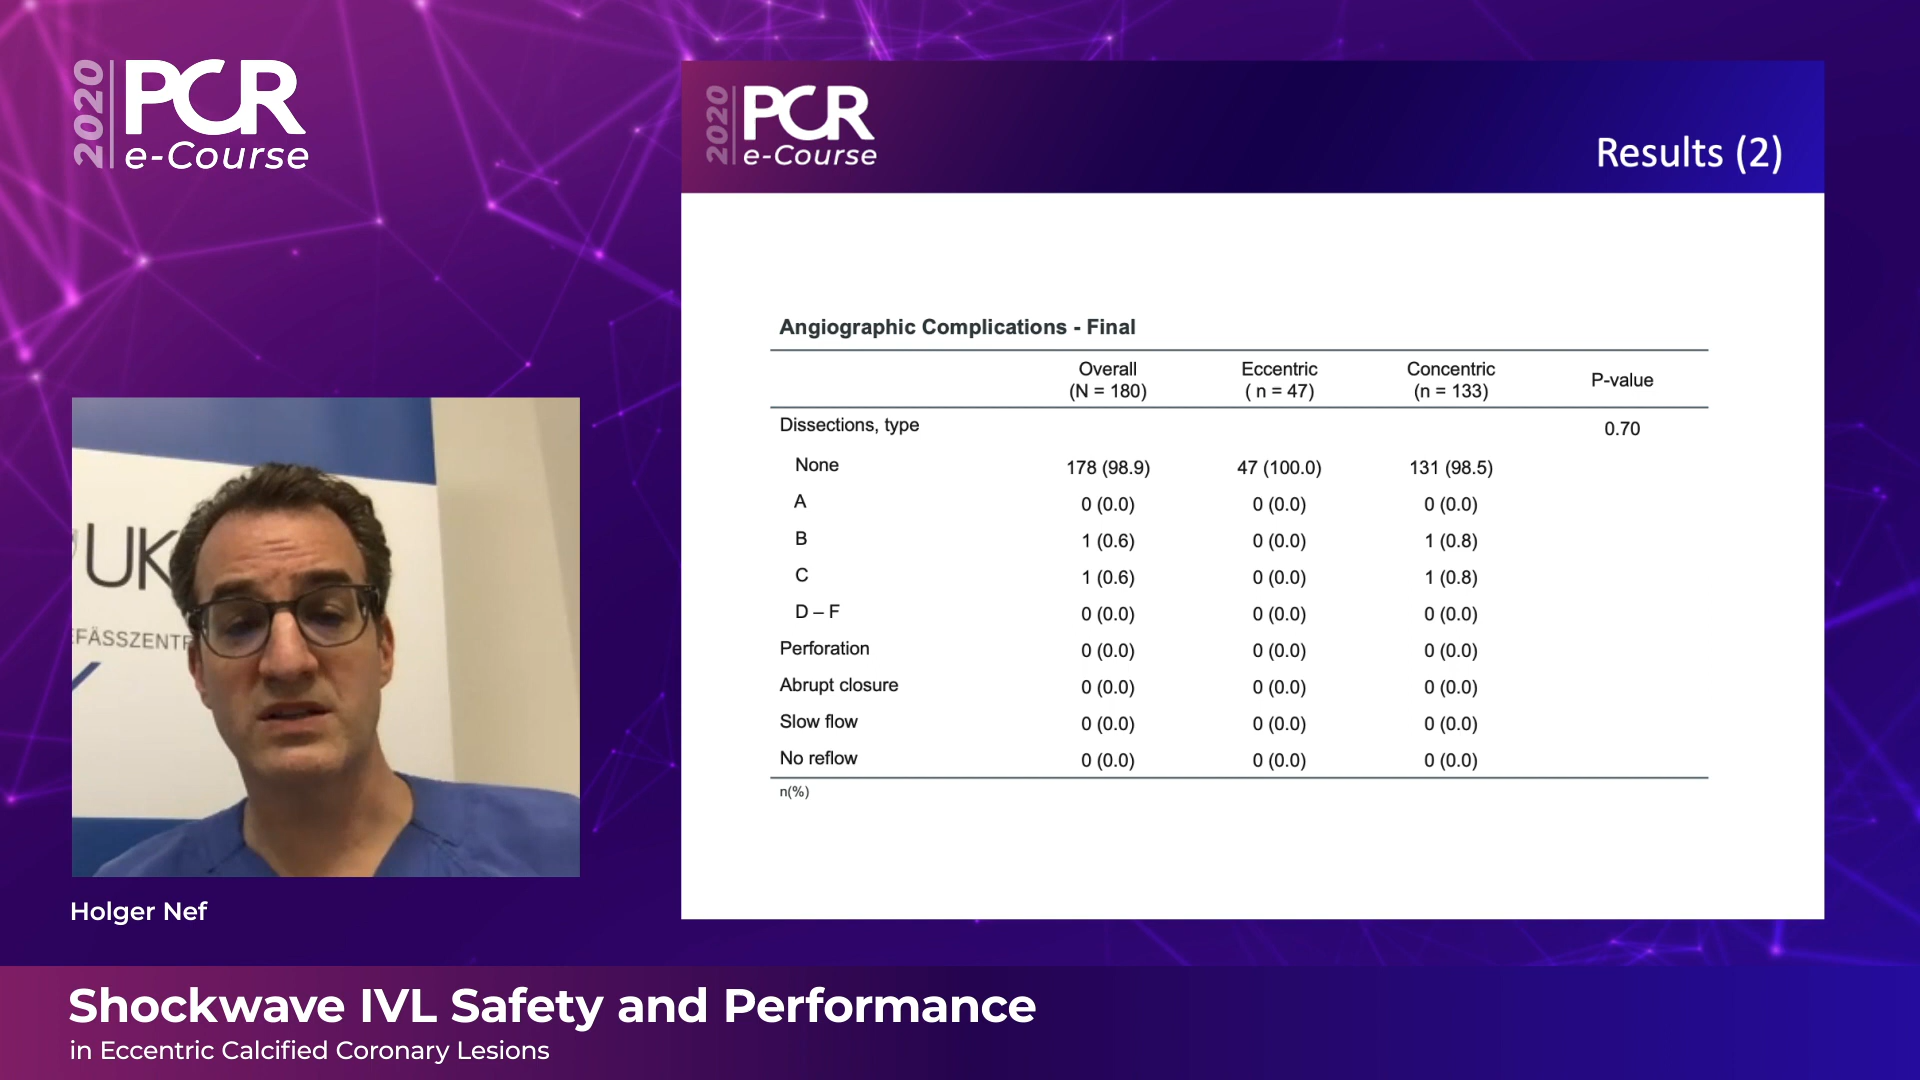 2020
PCR
e-Course
2020
PCR
e-Course
Results (2)
Angiographic Complications - Final
Overall (N = 180) Eccentric ( n = 47) Concentric (n = 133) P-value
Dissections, type 0.70
None 178 (98.9) 47 (100.0) 131 (98.5)
A 0 (0.0) 0 (0.0) 0 (0.0)
B 1 (0.6) 0 (0.0) 1 (0.8)
C 1 (0.6) 0 (0.0) 1 (0.8)
D – F 0 (0.0) 0 (0.0) 0 (0.0)
Perforation 0 (0.0) 0 (0.0) 0 (0.0)
Abrupt closure 0 (0.0) 0 (0.0) 0 (0.0)
Slow flow 0 (0.0) 0 (0.0) 0 (0.0)
No reflow 0 (0.0) 0 (0.0) 0 (0.0)
n(%)
UK
Holger Nef
Shockwave IVL Safety and Performance
in Eccentric Calcified Coronary Lesions